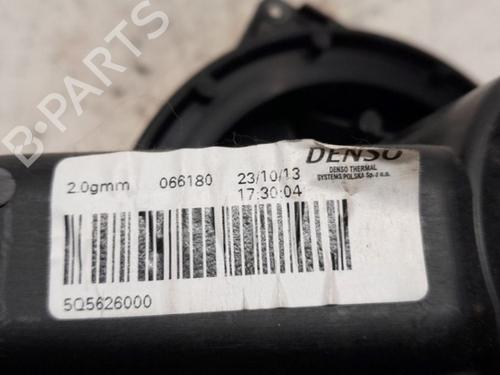 B-PARTS
DENSO
DENSO THERMAL
SYSTEMS POLSKA Sp. z o.o.
2.0gmm 066180 23/10/13
17:30:04
5Q5626000